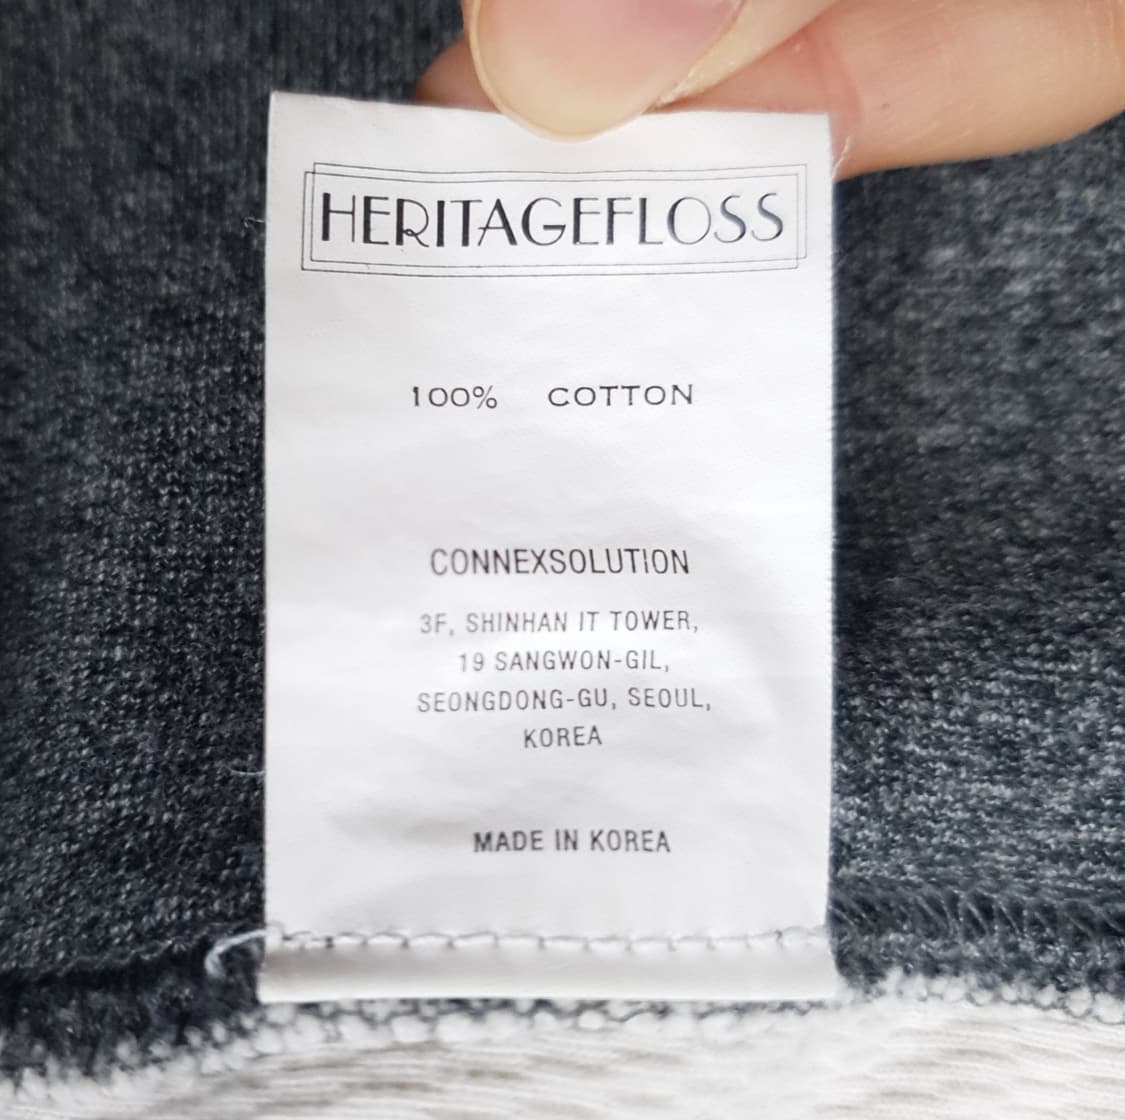 HERITAGEFLOSS
100% COTTON
CONNEXSOLUTION
3F, SHINHAN IT TOWER,
19 SANGWON-GIL,
SEONGDONG-GU, SEOUL,
KOREA
MADE IN KOREA